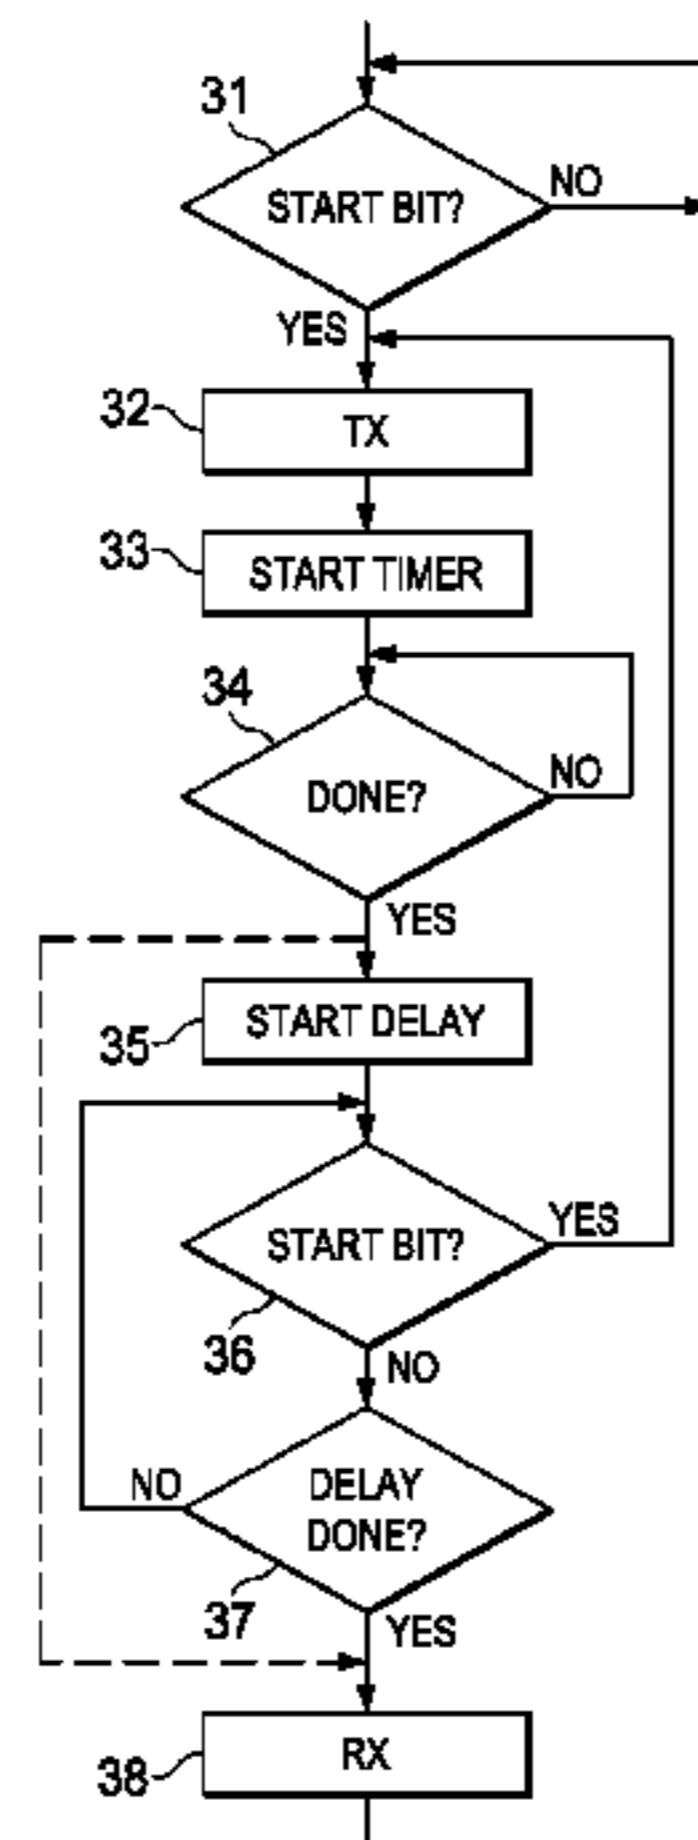 31
START BIT?
NO
YES
32
TX
33
START TIMER
34
DONE?
NO
YES
35
START DELAY
START BIT?
YES
36
NO
NO
DELAY
DONE?
37
YES
38
RX